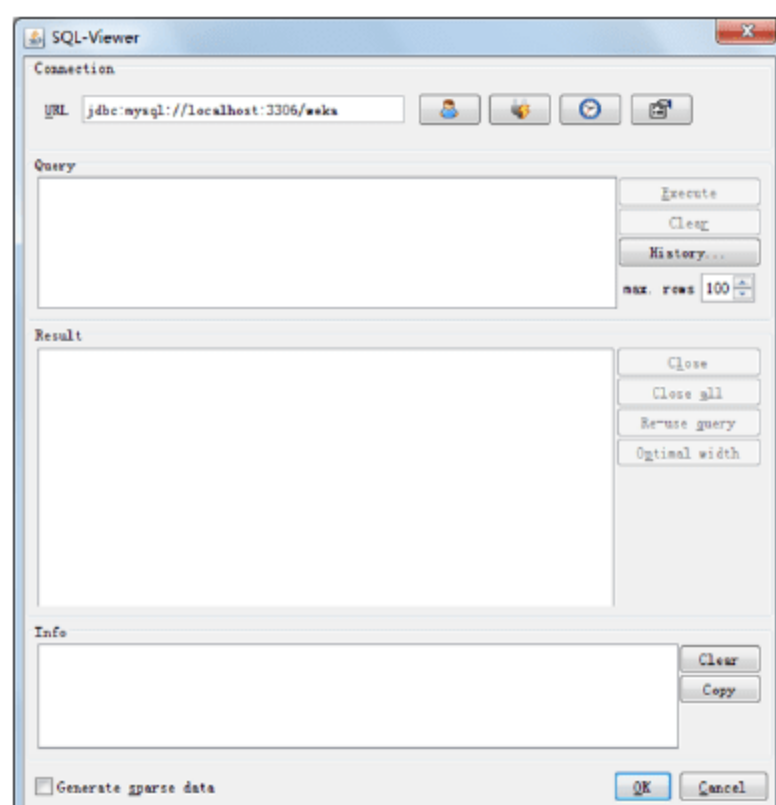 SQL-Viewer
Connection
URL jdbc:mysql://localhost:3306/weka
Query
Execute
Clear
History...
max. rows 100
Result
Close
Close all
Re-use query
Optimal width
Info
Clear
Copy
Generate sparse data
OK
Cancel